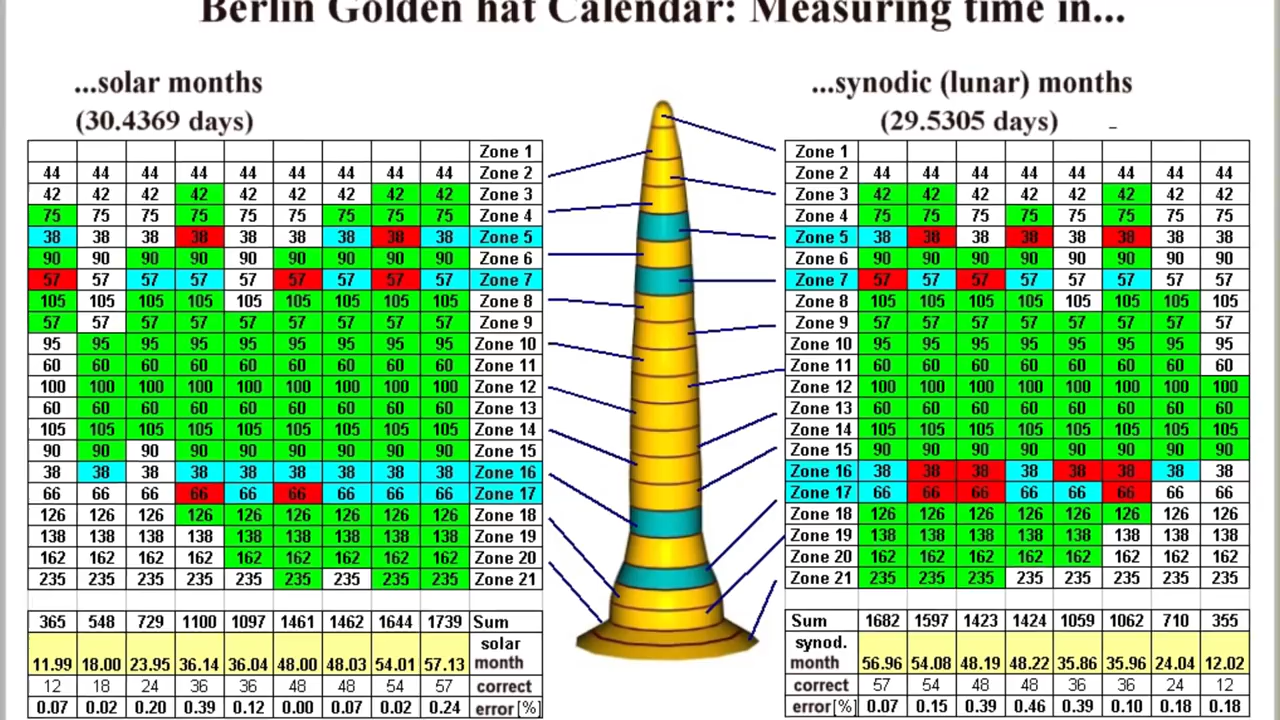 Berlin Golden hat Calendar: Measuring time in...
...solar months
(30.4369 days)
...synodic (lunar) months
(29.5305 days)
Zone 1
44 44 44 44 44 44 44 44 44 Zone 2
42 42 42 42 42 42 42 42 42 Zone 3
75 75 75 75 75 75 75 75 75 Zone 4
38 38 38 38 38 38 38 38 38 Zone 5
90 90 90 90 90 90 90 90 90 Zone 6
57 57 57 57 57 57 57 57 57 Zone 7
105 105 105 105 105 105 105 105 105 Zone 8
57 57 57 57 57 57 57 57 57 Zone 9
95 95 95 95 95 95 95 95 95 Zone 10
60 60 60 60 60 60 60 60 60 Zone 11
100 100 100 100 100 100 100 100 100 Zone 12
60 60 60 60 60 60 60 60 60 Zone 13
105 105 105 105 105 105 105 105 105 Zone 14
90 90 90 90 90 90 90 90 90 Zone 15
38 38 38 38 38 38 38 38 38 Zone 16
66 66 66 66 66 66 66 66 66 Zone 17
126 126 126 126 126 126 126 126 126 Zone 18
138 138 138 138 138 138 138 138 138 Zone 19
162 162 162 162 162 162 162 162 162 Zone 20
235 235 235 235 235 235 235 235 235 Zone 21
365 548 729 1100 1097 1461 1462 1644 1739 Sum
solar
11.99 18.00 23.95 36.14 36.04 48.00 48.03 54.01 57.13 month
12 18 24 36 36 48 48 54 57 correct
0.07 0.02 0.20 0.39 0.12 0.00 0.07 0.02 0.24 error[%]
Zone 1
Zone 2 44 44 44 44 44 44 44 44
Zone 3 42 42 42 42 42 42 42 42
Zone 4 75 75 75 75 75 75 75 75
Zone 5 38 38 38 38 38 38 38 38
Zone 6 90 90 90 90 90 90 90 90
Zone 7 57 57 57 57 57 57 57 57
Zone 8 105 105 105 105 105 105 105 105
Zone 9 57 57 57 57 57 57 57 57
Zone 10 95 95 95 95 95 95 95 95
Zone 11 60 60 60 60 60 60 60 60
Zone 12 100 100 100 100 100 100 100 100
Zone 13 60 60 60 60 60 60 60 60
Zone 14 105 105 105 105 105 105 105 105
Zone 15 90 90 90 90 90 90 90 90
Zone 16 38 38 38 38 38 38 38 38
Zone 17 66 66 66 66 66 66 66 66
Zone 18 126 126 126 126 126 126 126 126
Zone 19 138 138 138 138 138 138 138 138
Zone 20 162 162 162 162 162 162 162 162
Zone 21 235 235 235 235 235 235 235 235
Sum 1682 1597 1423 1424 1059 1062 710 355
synod.
month 56.96 54.08 48.19 48.22 35.86 35.96 24.04 12.02
correct 57 54 48 48 36 36 24 12
error[%] 0.07 0.15 0.39 0.46 0.39 0.10 0.18 0.18